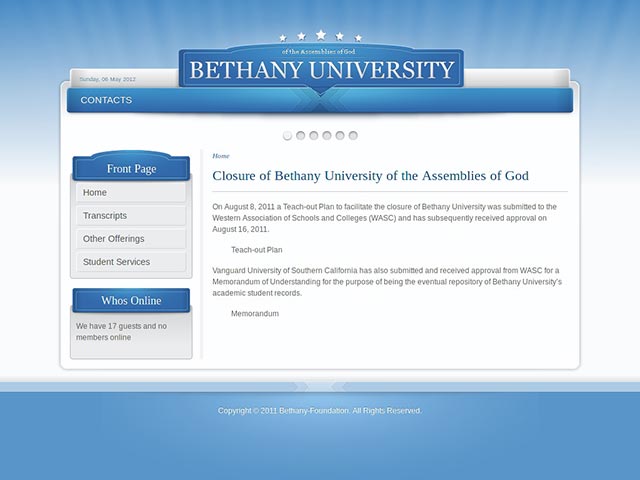 of the Assemblies of God
BETHANY UNIVERSITY
Sunday, 06 May 2012
CONTACTS
Home
Front Page
Home
Transcripts
Other Offerings
Student Services
Whos Online
We have 17 guests and no
members online
Closure of Bethany University of the Assemblies of God
On August 8, 2011 a Teach-out Plan to facilitate the closure of Bethany University was submitted to the
Western Association of Schools and Colleges (WASC) and has subsequently received approval on
August 16, 2011.
Teach-out Plan
Vanguard University of Southern California has also submitted and received approval from WASC for a
Memorandum of Understanding for the purpose of being the eventual repository of Bethany University's
academic student records.
Memorandum
Copyright © 2011 Bethany-Foundation. All Rights Reserved.